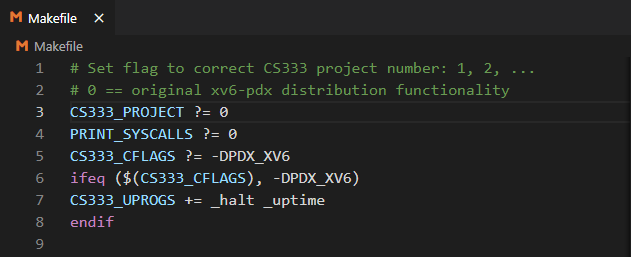 Makefile
Makefile
1 # Set flag to correct CS333 project number: 1, 2, ...
2 # 0 == original xv6-pdx distribution functionality
3 CS333_PROJECT ?= 0
4 PRINT_SYSCALLS ?= 0
5 CS333_CFLAGS ?= -DPDX_XV6
6 ifeq ($(CS333_CFLAGS), -DPDX_XV6)
7 CS333_UPROGS += _halt _uptime
8 endif
9